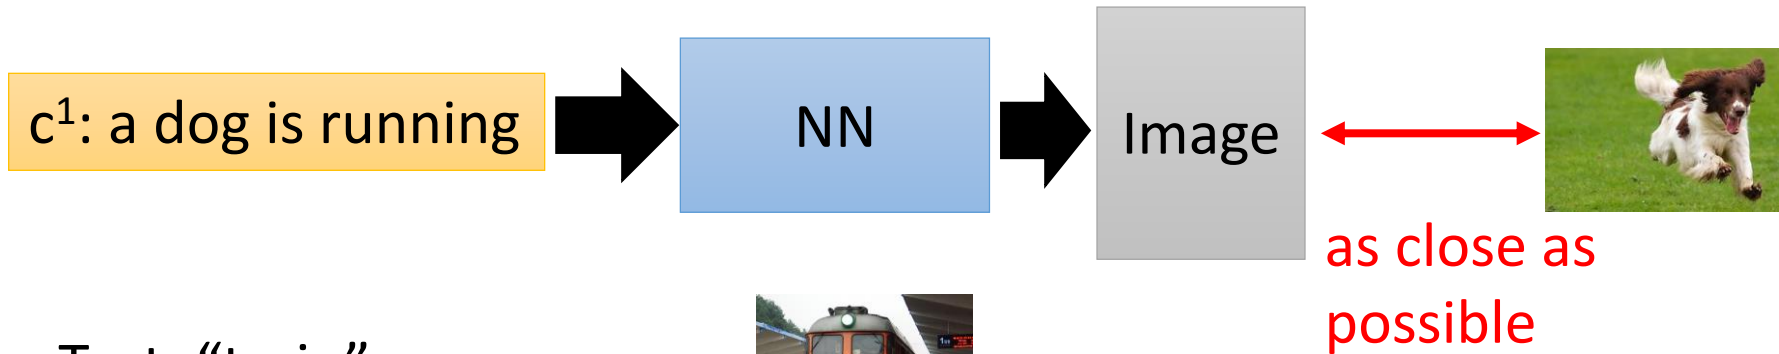 c¹: a dog is running
NN
Image
as close as
possible